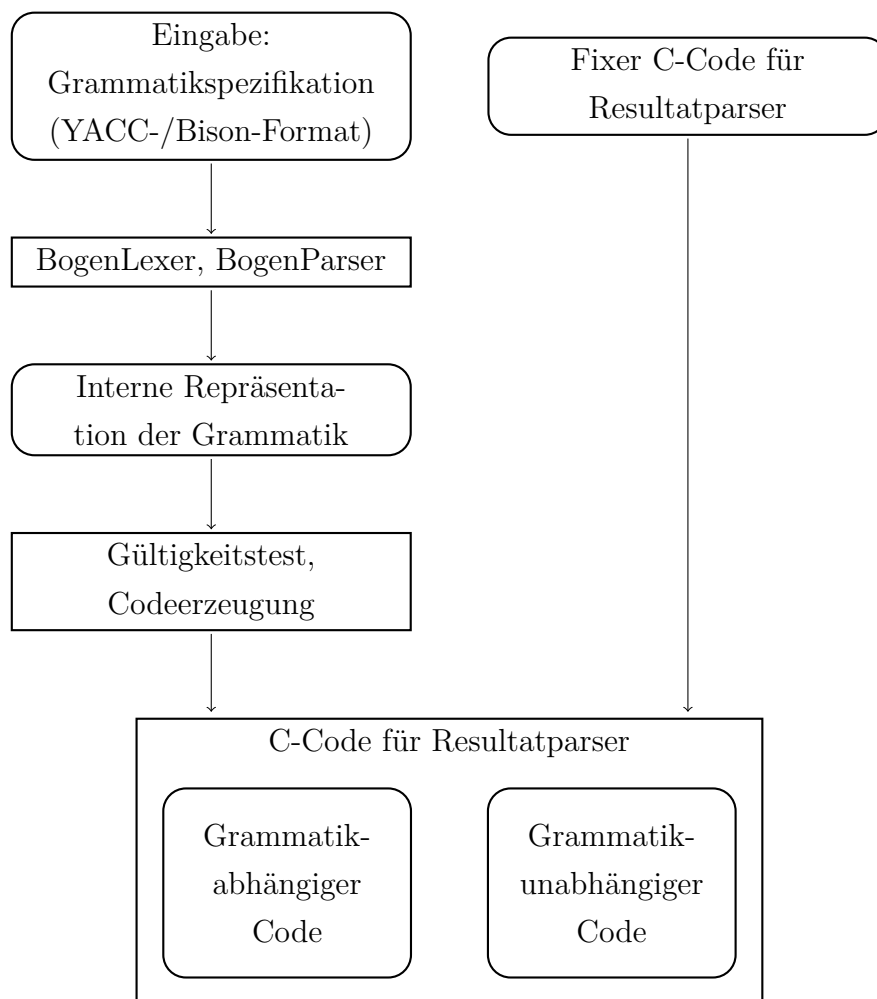 Eingabe:
Grammatikspezifikation
(YACC-/Bison-Format)
Fixer C-Code für
Resultatparser
BogenLexer, BogenParser
Interne Repräsenta-
tion der Grammatik
Gültigkeitstest,
Codeerzeugung
C-Code für Resultatparser
Grammatik-
abhängiger
Code
Grammatik-
unabhängiger
Code